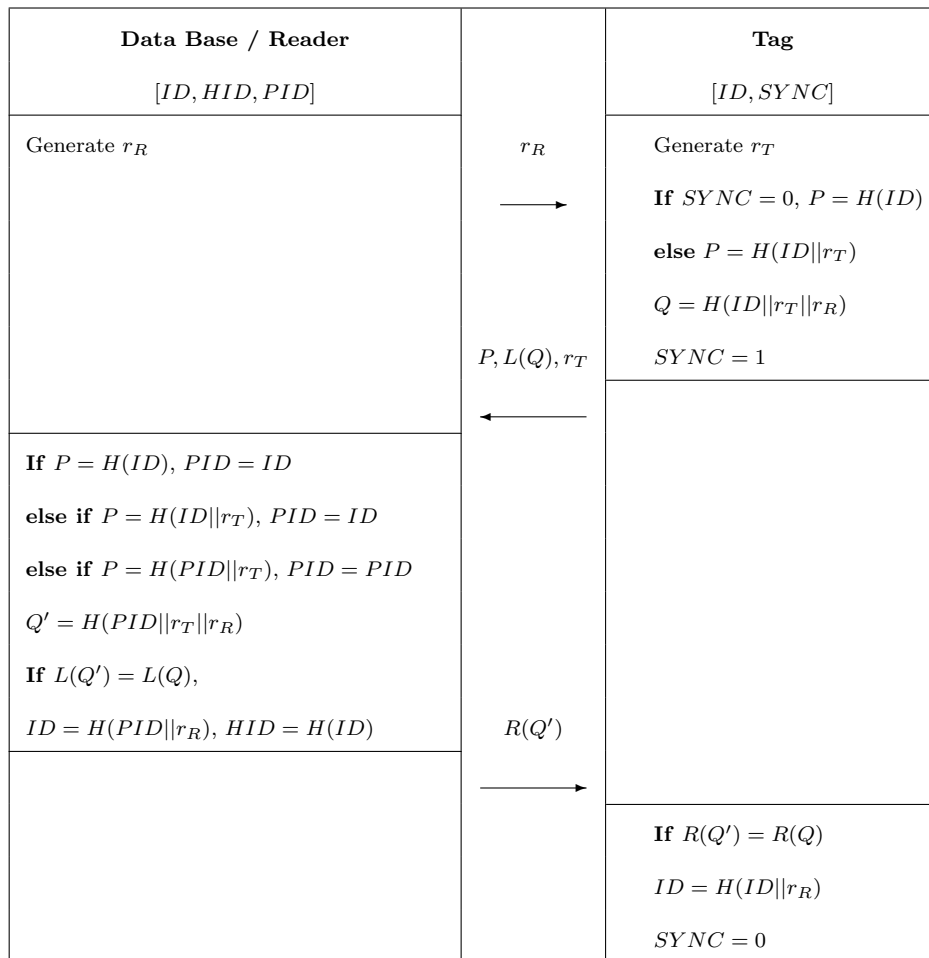 Data Base / Reader
Tag
[ID, HID, PID]
[ID, SYNC]
Generate r_R
r_R
Generate r_T
If SYNC = 0, P = H(ID)
else P = H(ID||r_T)
Q = H(ID||r_T||r_R)
P, L(Q), r_T
SYNC = 1
If P = H(ID), PID = ID
else if P = H(ID||r_T), PID = ID
else if P = H(PID||r_T), PID = PID
Q′ = H(PID||r_T||r_R)
If L(Q′) = L(Q),
ID = H(PID||r_R), HID = H(ID)
R(Q′)
If R(Q′) = R(Q)
ID = H(ID||r_R)
SYNC = 0